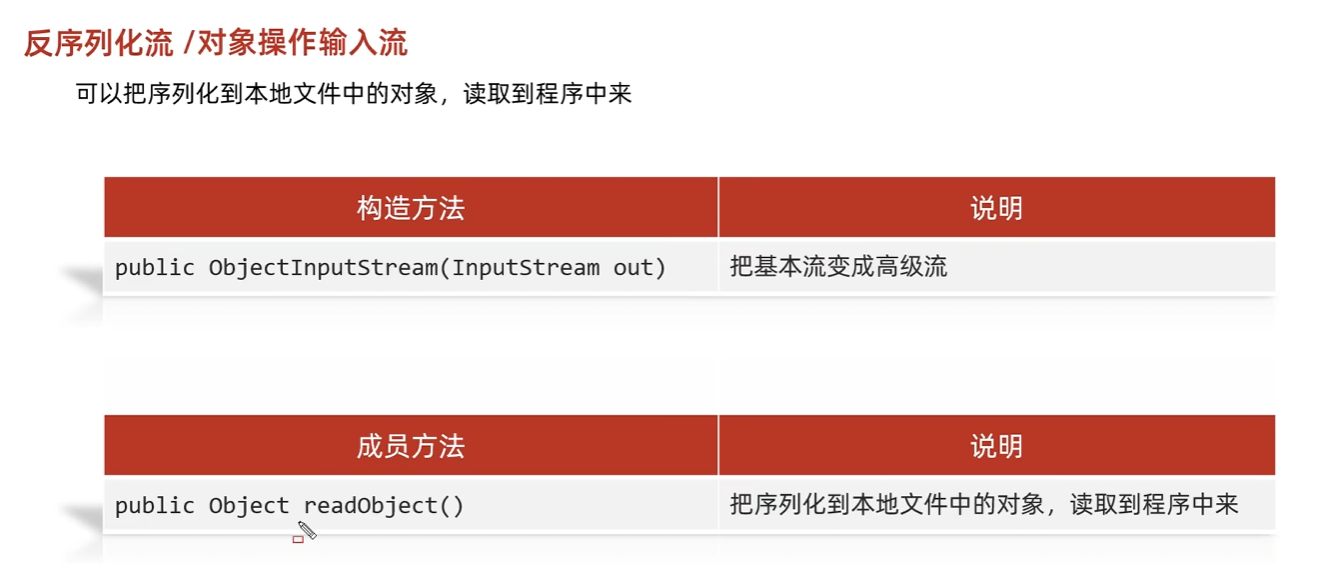 反序列化流 /对象操作输入流
可以把序列化到本地文件中的对象，读取到程序中来
构造方法 说明
public ObjectInputStream(InputStream out) 把基本流变成高级流
成员方法 说明
public Object readObject() 把序列化到本地文件中的对象，读取到程序中来